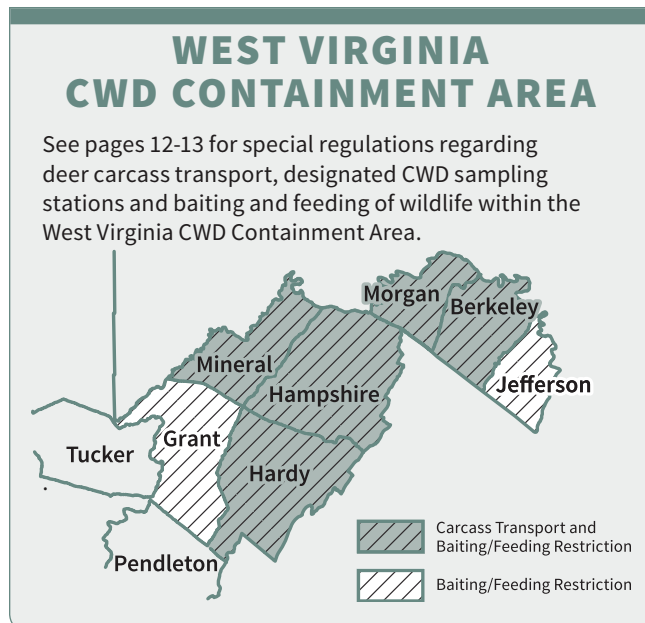 WEST VIRGINIA
CWD CONTAINMENT AREA
See pages 12-13 for special regulations regarding
deer carcass transport, designated CWD sampling
stations and baiting and feeding of wildlife within the
West Virginia CWD Containment Area.
Morgan
Berkeley
Mineral
Hampshire
Jefferson
Grant
Tucker
Hardy
Pendleton
Carcass Transport and
Baiting/Feeding Restriction
Baiting/Feeding Restriction